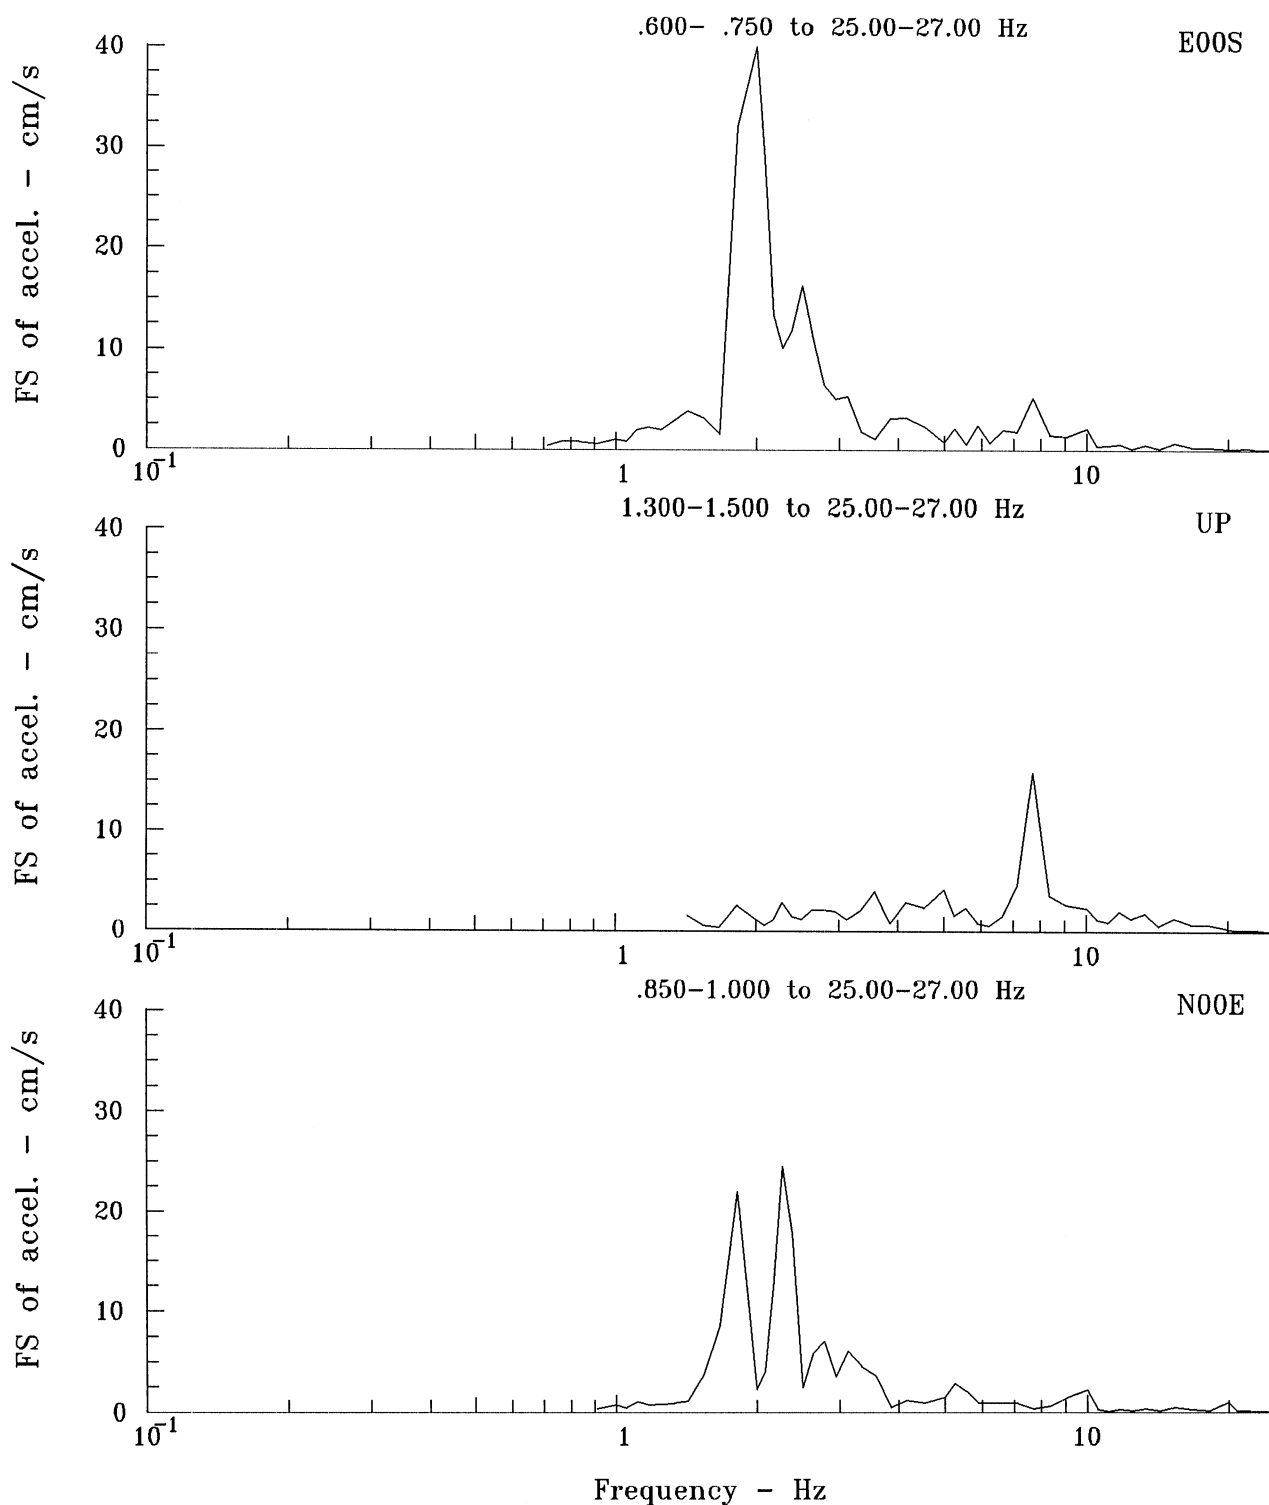 .600- .750 to 25.00-27.00 Hz
E00S
FS of accel. - cm/s
40
30
20
10
0
10-1
1
10
1.300-1.500 to 25.00-27.00 Hz
UP
FS of accel. - cm/s
40
30
20
10
0
10-1
1
10
.850-1.000 to 25.00-27.00 Hz
N00E
FS of accel. - cm/s
40
30
20
10
0
10-1
1
10
Frequency - Hz